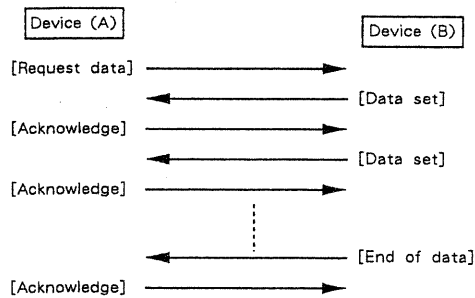 Device (A)
Device (B)
[Request data]
[Data set]
[Acknowledge]
[Data set]
[Acknowledge]
[End of data]
[Acknowledge]